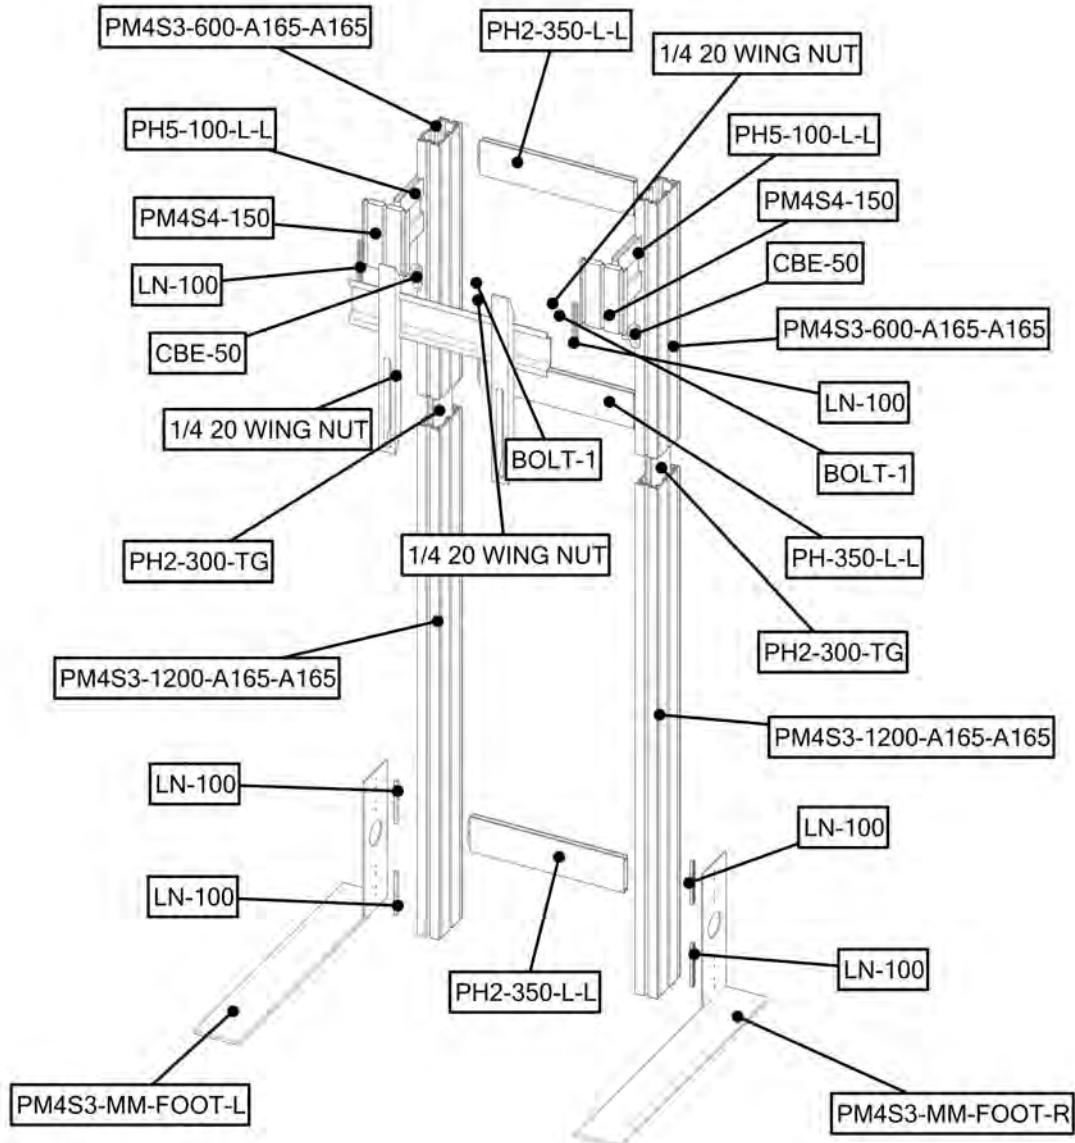 PM4S3-600-A165-A165
PH2-350-L-L
1/4 20 WING NUT
PH5-100-L-L
PH5-100-L-L
PM4S4-150
PM4S4-150
LN-100
CBE-50
CBE-50
PM4S3-600-A165-A165
LN-100
1/4 20 WING NUT
BOLT-1
BOLT-1
PH2-300-TG
1/4 20 WING NUT
PH-350-L-L
PH2-300-TG
PM4S3-1200-A165-A165
PM4S3-1200-A165-A165
LN-100
LN-100
LN-100
LN-100
PH2-350-L-L
PM4S3-MM-FOOT-L
PM4S3-MM-FOOT-R